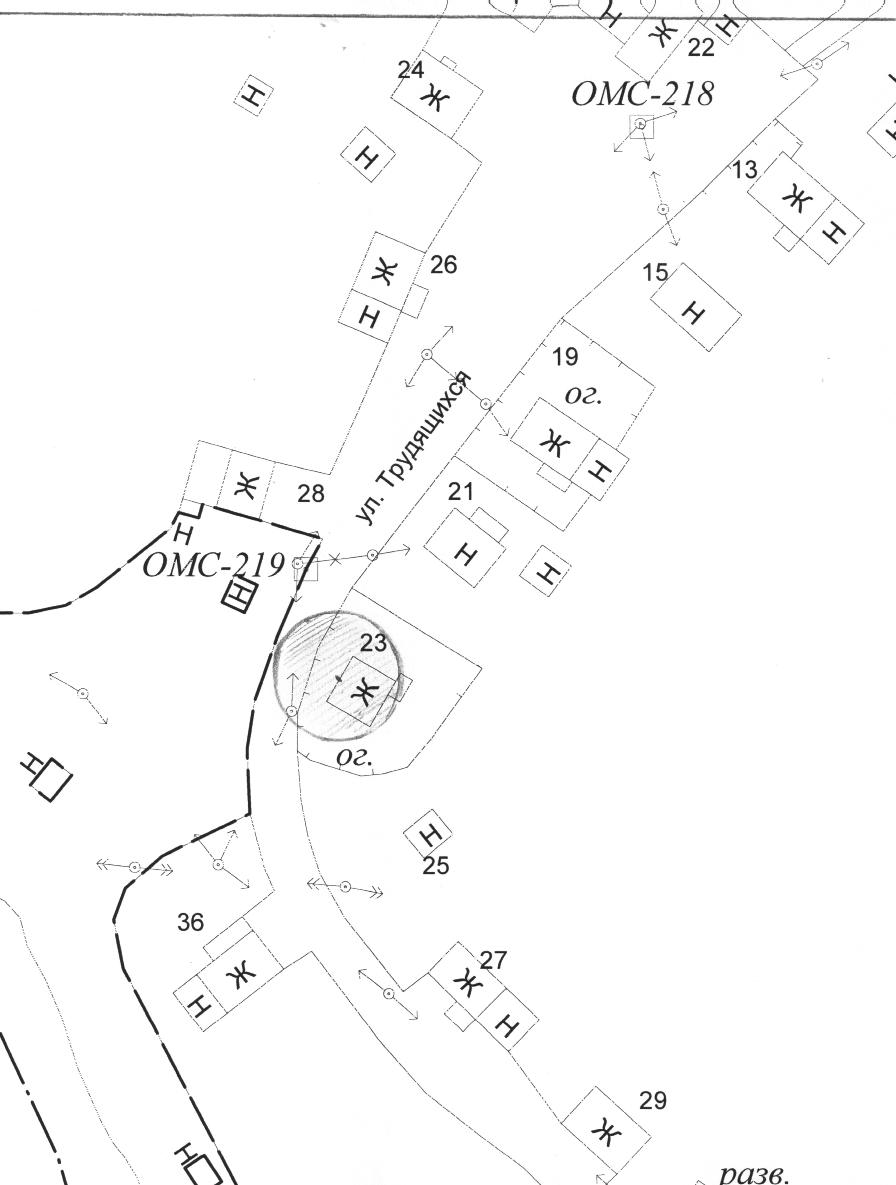 Н
Ж
22
Н
24
Ж
Н
ОМС-218
Н
13
Ж
Н
26
Ж
Н
15
Н
19
ог.
Ж
Н
ул. Трудящихся
28
Ж
21
Н
Н
Н
ОМС-219
Н
23
Ж
ог.
Н
Н
25
36
Ж
Н
27
Ж
Н
29
Ж
Н
разв.